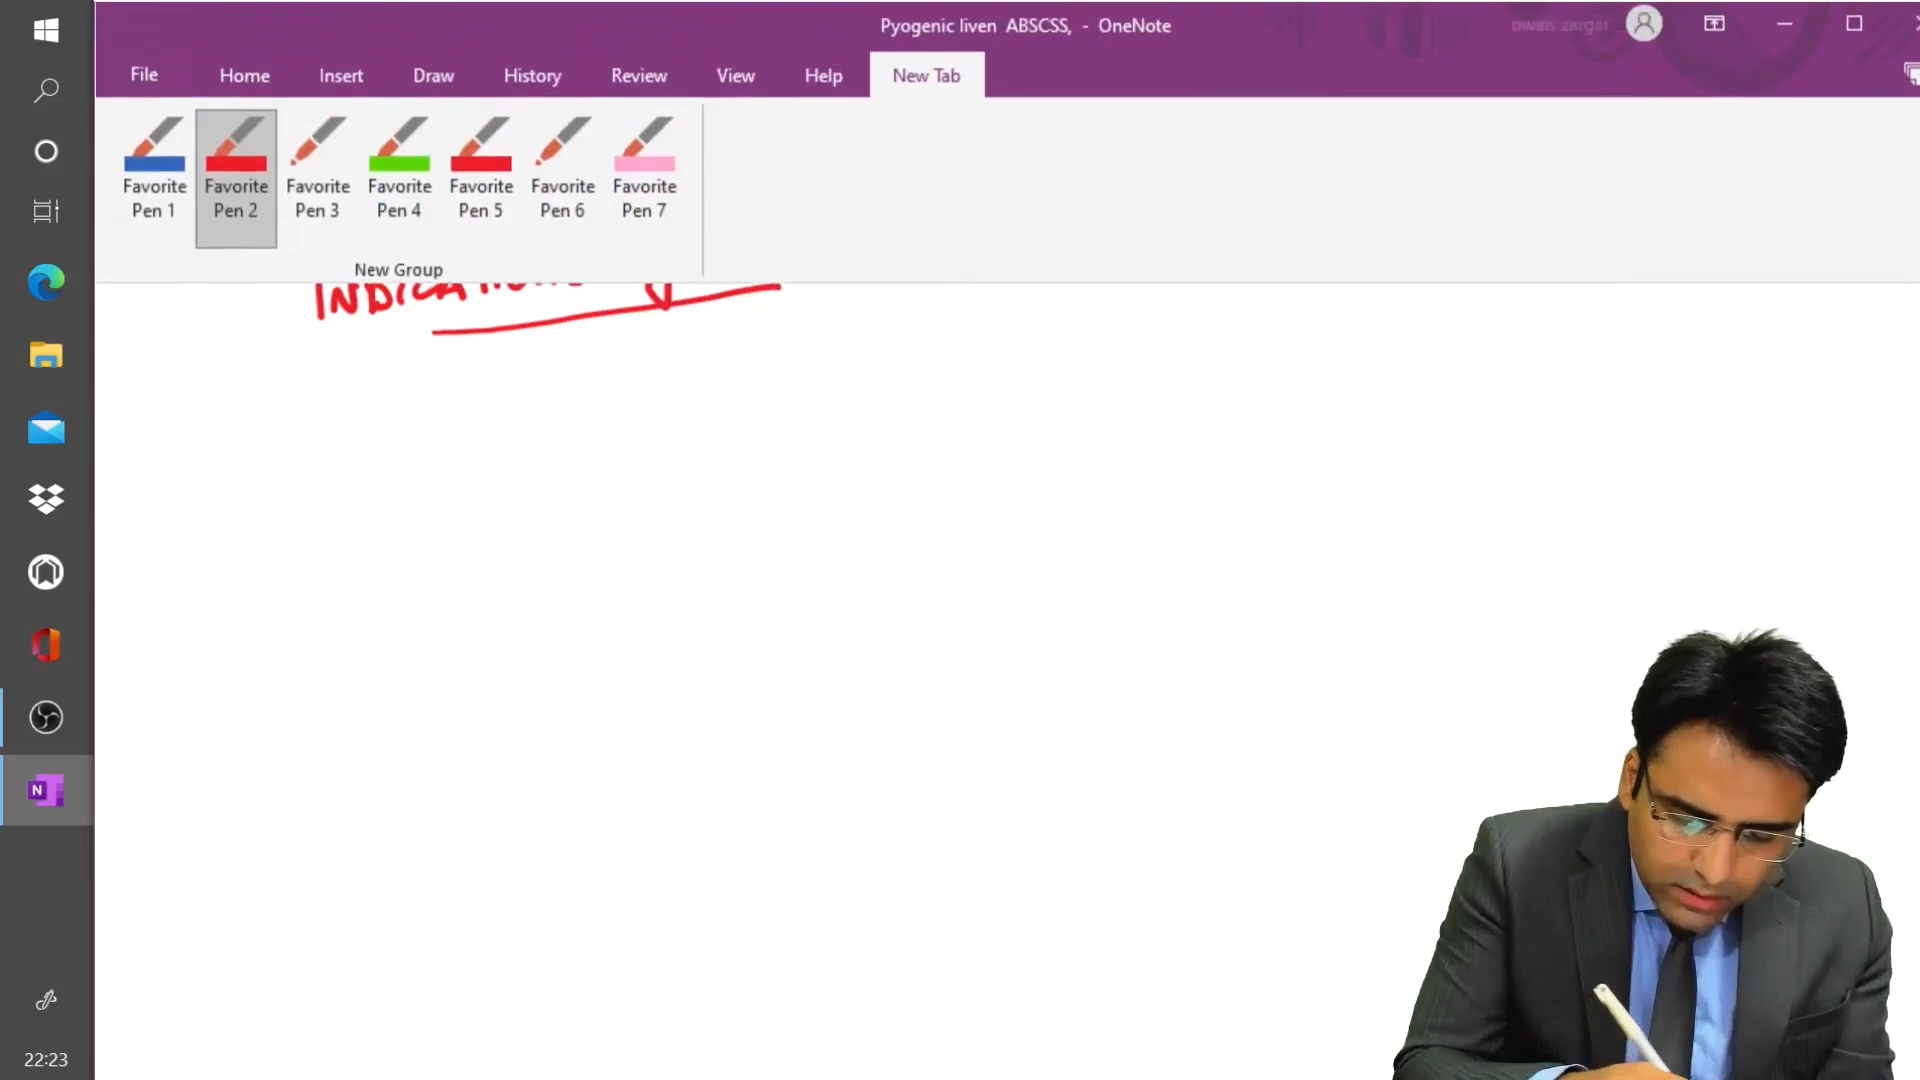 Pyogenic liven ABSCSS, - OneNote
owais zargar
File Home Insert Draw History Review View Help New Tab
Favorite Pen 1
Favorite Pen 2
Favorite Pen 3
Favorite Pen 4
Favorite Pen 5
Favorite Pen 6
Favorite Pen 7
New Group
N
22:23